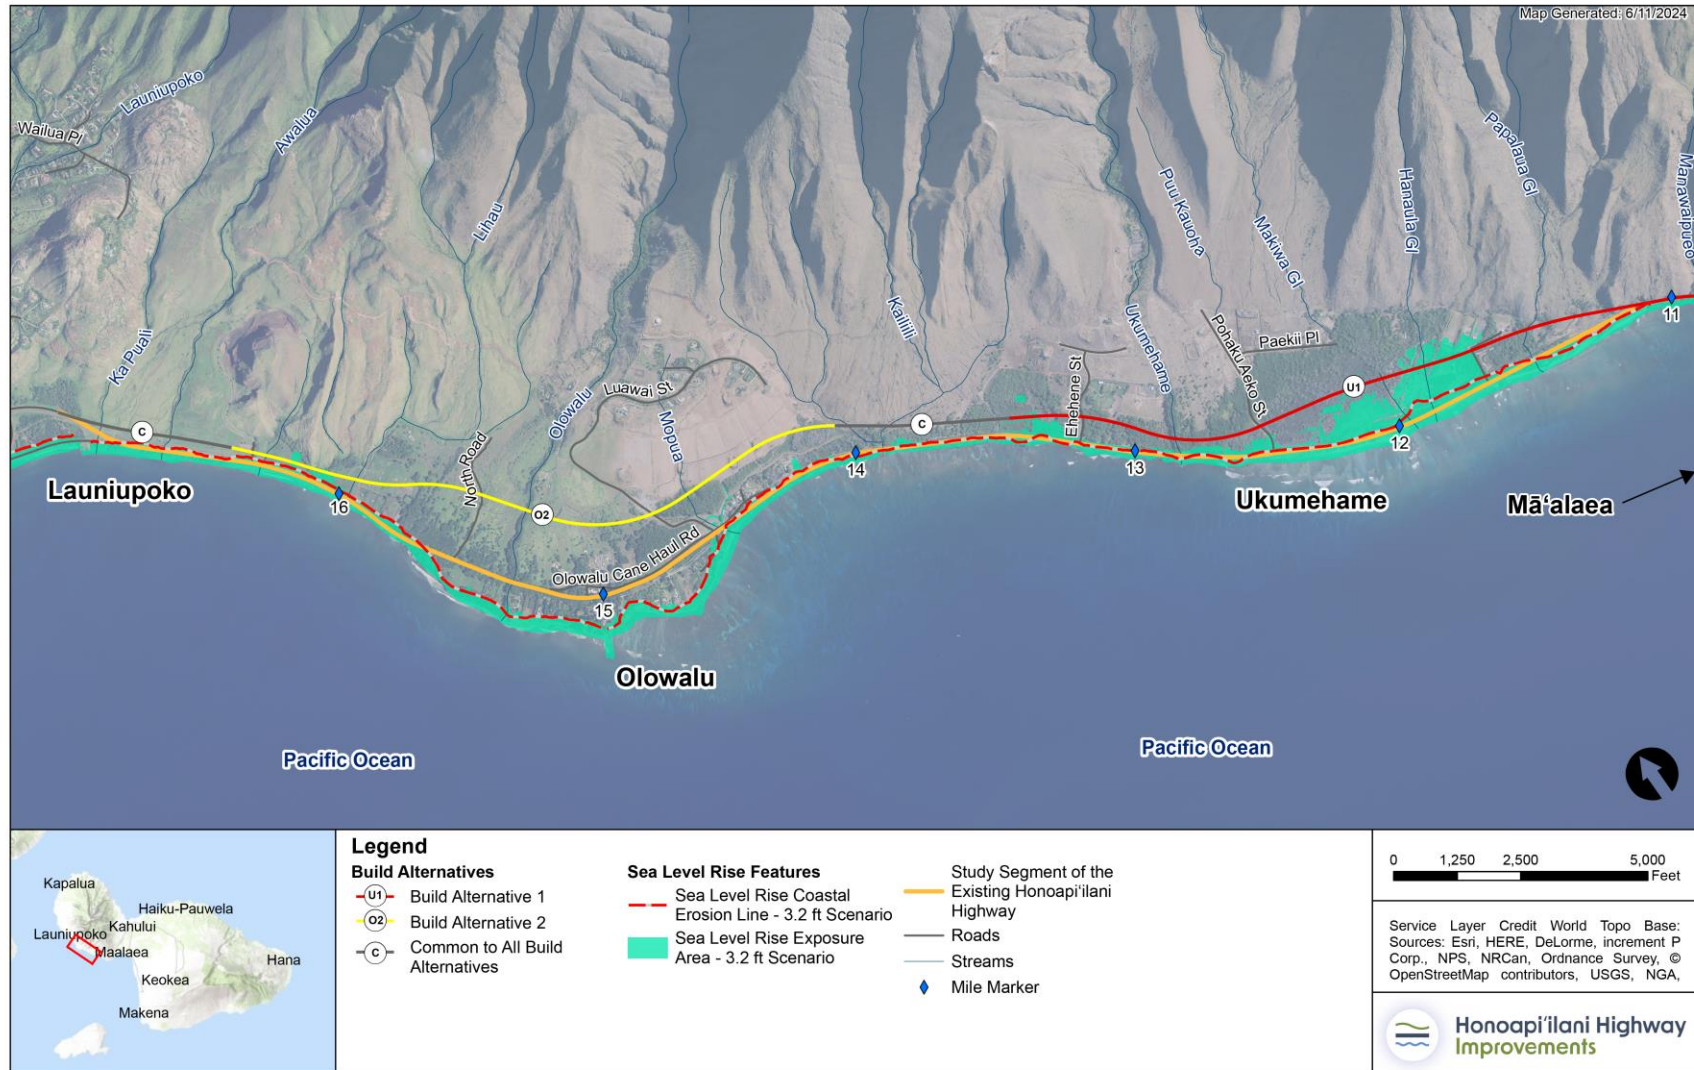 Map Generated: 6/11/2024
Launiupoko
Wailua Pl
Awalua
Lihau
Ka Puali
Olowalu
Luawai St
Mopua
North Road
Kailiili
Ukumehame
Ehehene St
Puu Kauoha
Pohaku Aeko St
Makiwa Gl
Paekii Pl
Hanaula Gl
Papalaua Gl
Manawaipueo
C
O2
C
U1
11
12
13
14
15
16
Olowalu Cane Haul Rd
Launiupoko
Olowalu
Ukumehame
Mā‘alaea
Pacific Ocean
Pacific Ocean
Kapalua
Haiku-Pauwela
Kahului
Launiupoko
Maalaea
Hana
Keokea
Makena
Legend
Build Alternatives
U1 Build Alternative 1
O2 Build Alternative 2
C Common to All Build
Alternatives
Sea Level Rise Features
Sea Level Rise Coastal
Erosion Line - 3.2 ft Scenario
Sea Level Rise Exposure
Area - 3.2 ft Scenario
Study Segment of the
Existing Honoapi‘ilani
Highway
Roads
Streams
Mile Marker
0 1,250 2,500 5,000
Feet
Service Layer Credit World Topo Base:
Sources: Esri, HERE, DeLorme, increment P
Corp., NPS, NRCan, Ordnance Survey, ©
OpenStreetMap contributors, USGS, NGA,
Honoapi‘ilani Highway
Improvements